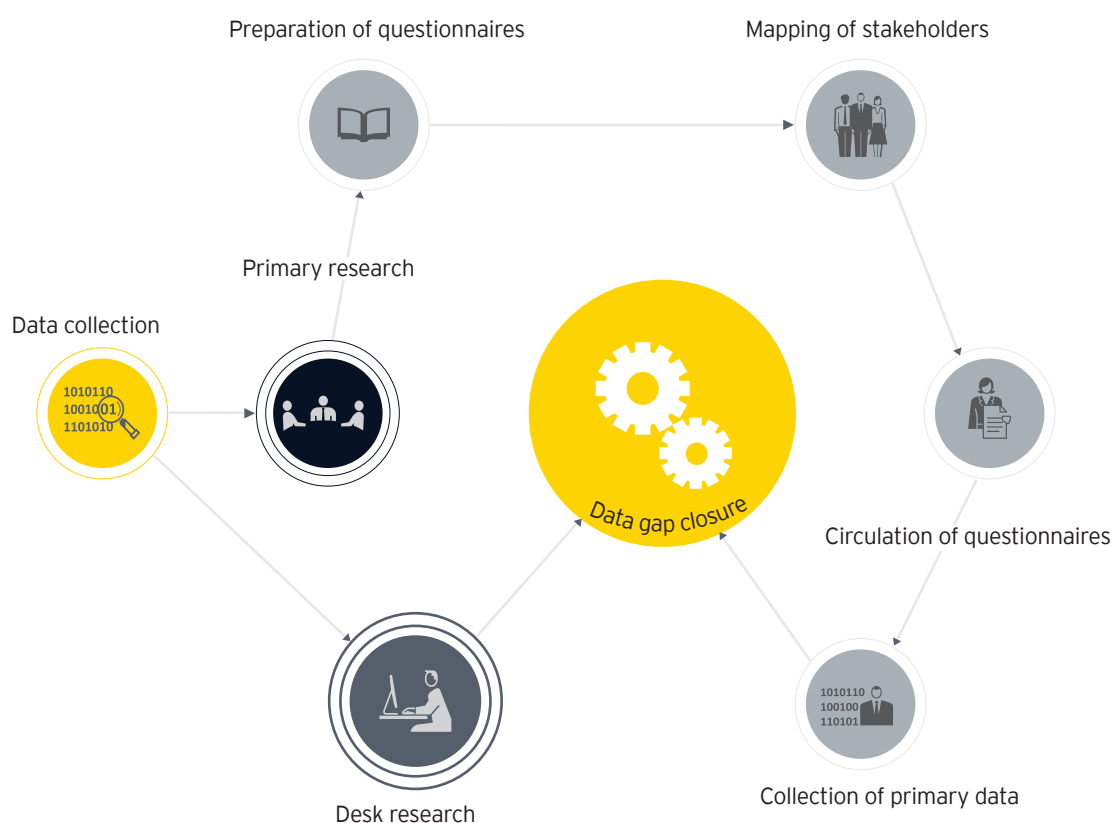 Preparation of questionnaires
Mapping of stakeholders
Primary research
Data collection
1010110
1001001
1101010
Data gap closure
Circulation of questionnaires
1010110
100100
110101
Collection of primary data
Desk research